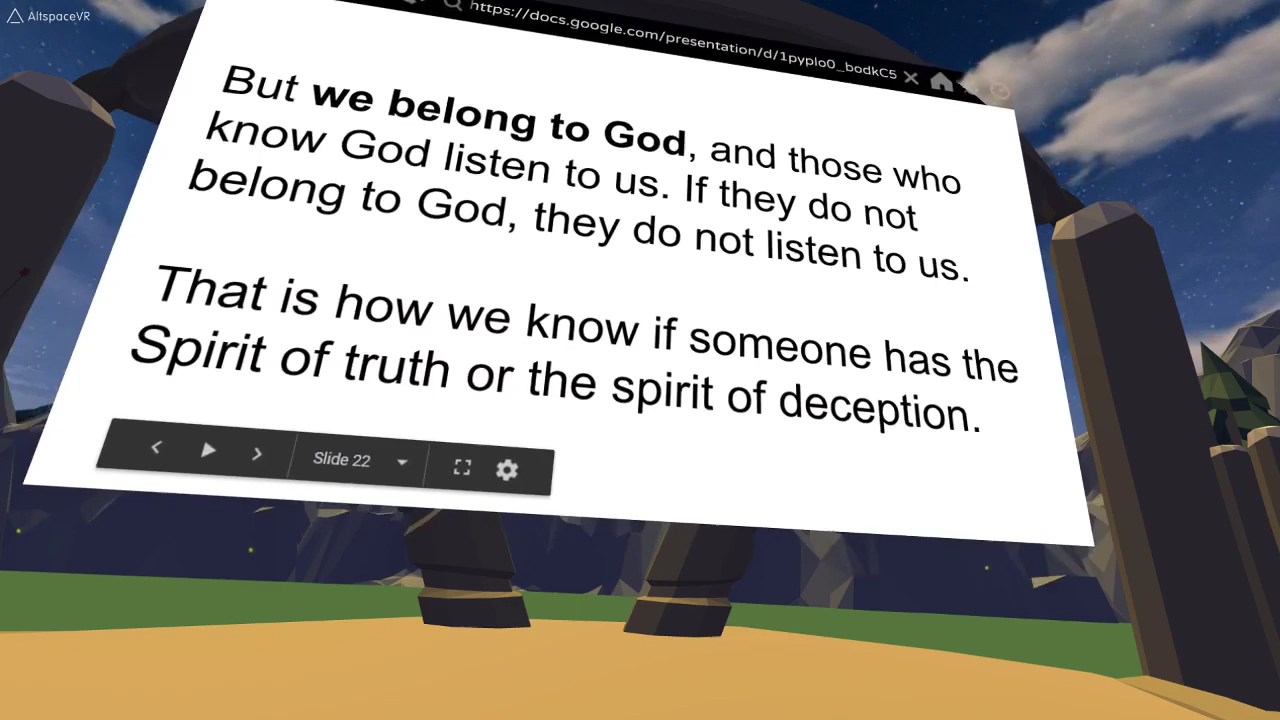 AltspaceVR
https://docs.google.com/presentation/d/1pyplo0_bodkC5
But we belong to God, and those who
know God listen to us. If they do not
belong to God, they do not listen to us.
That is how we know if someone has the
Spirit of truth or the spirit of deception.
Slide 22